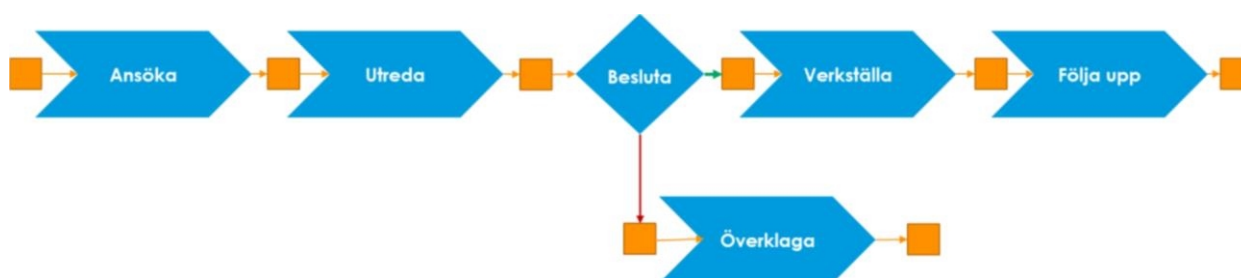 Ansöka
Utreda
Besluta
Verkställa
Följa upp
Överklaga